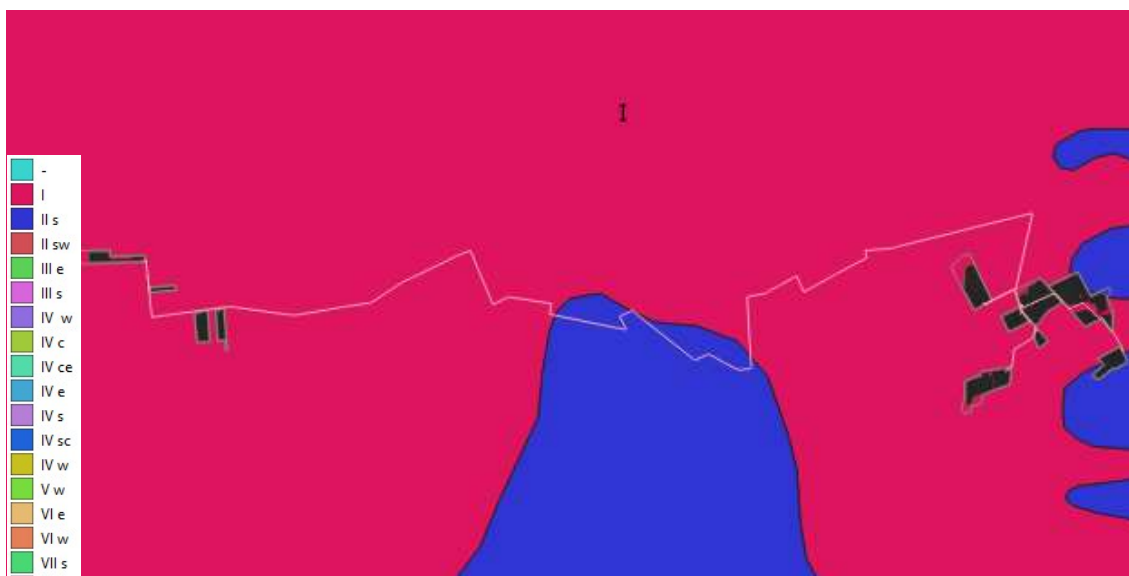 I
-
I
II s
II sw
III e
III s
IV  w
IV c
IV ce
IV e
IV s
IV sc
IV w
V w
VI e
VI w
VII s